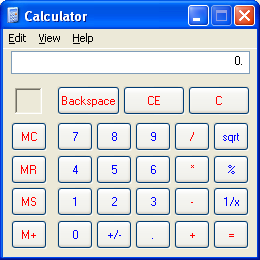 Calculator
Edit View Help
0.
Backspace CE C
MC 7 8 9 / sqrt
MR 4 5 6 * %
MS 1 2 3 - 1/x
M+ 0 +/- . + =